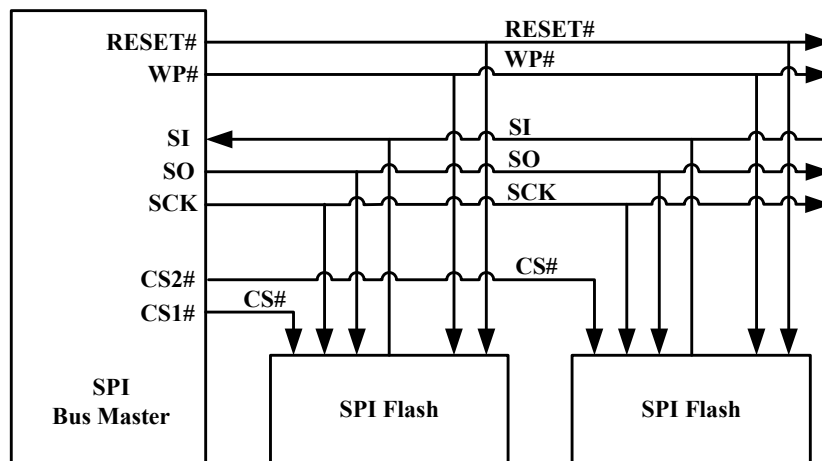 RESET#
RESET#
WP#
WP#
SI
SI
SO
SO
SCK
SCK
CS2#
CS#
CS1#
CS#
SPI
Bus Master
SPI Flash
SPI Flash